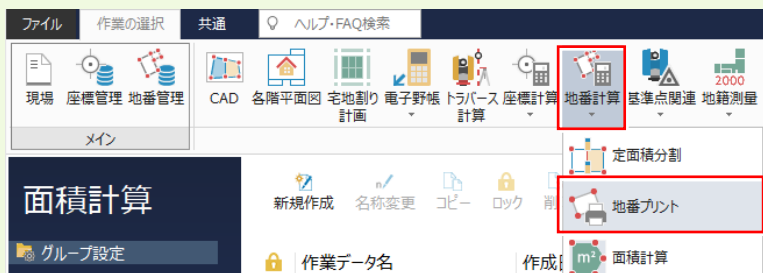 ファイル 作業の選択 共通 ヘルプ・FAQ検索
現場 座標管理 地番管理 CAD 各階平面図 宅地割り計画 電子野帳 トラバース計算 座標計算 地番計算 基準点関連 2000 地籍測量
メイン
定面積分割
面積計算
新規作成 名称変更 コピー ロック 削
地番プリント
グループ設定
作業データ名 作成日
m² 面積計算